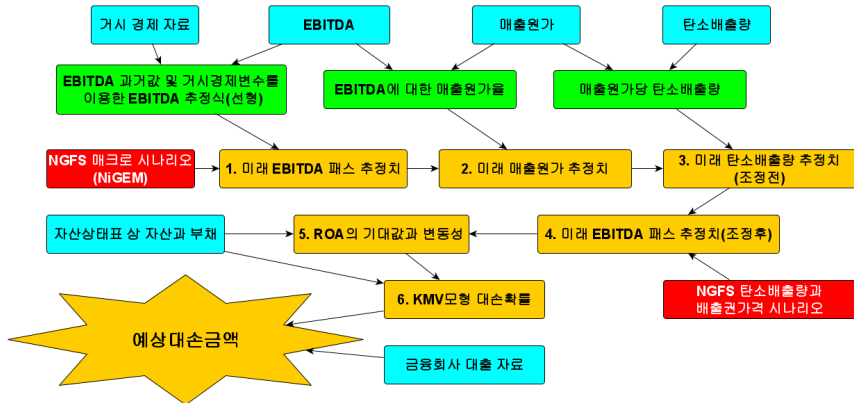 거시 경제 자료
EBITDA
매출원가
탄소배출량
EBITDA 과거값 및 거시경제변수를
이용한 EBITDA 추정식(선형)
EBITDA에 대한 매출원가율
매출원가당 탄소배출량
NGFS 매크로 시나리오
(NiGEM)
1. 미래 EBITDA 패스 추정치
2. 미래 매출원가 추정치
3. 미래 탄소배출량 추정치
(조정전)
자산상태표 상 자산과 부채
5. ROA의 기대값과 변동성
4. 미래 EBITDA 패스 추정치(조정후)
6. KMV모형 대손확률
NGFS 탄소배출량과
배출권가격 시나리오
예상대손금액
금융회사 대출 자료